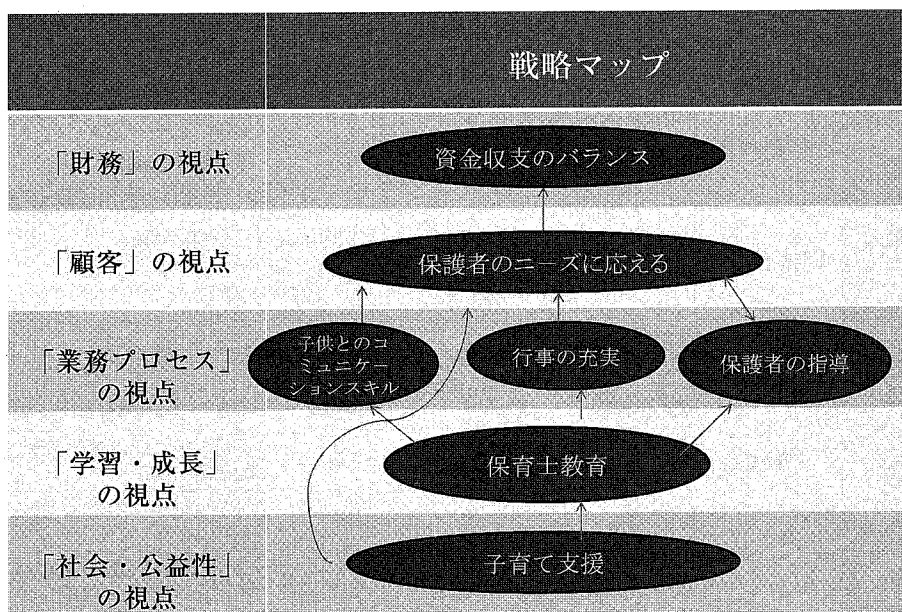 戦略マップ
「財務」の視点
資金収支のバランス
「顧客」の視点
保護者のニーズに応える
「業務プロセス」
の視点
子供とのコ
ミュニケー
ションスキル
行事の充実
保護者の指導
「学習・成長」
の視点
保育士教育
「社会・公益性」
の視点
子育て支援